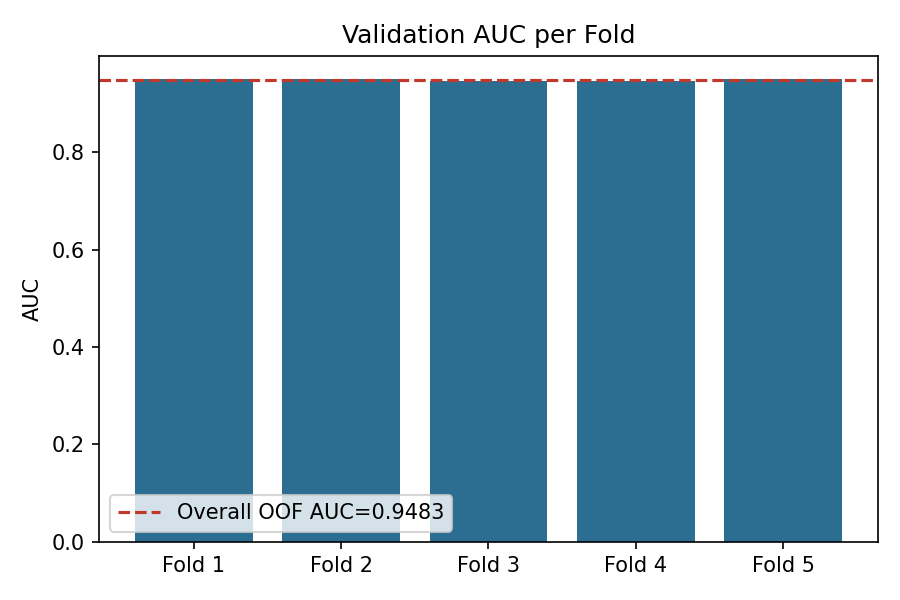 Validation AUC per Fold
AUC
0.8
0.6
0.4
0.2
0.0
Overall OOF AUC=0.9483
Fold 1
Fold 2
Fold 3
Fold 4
Fold 5